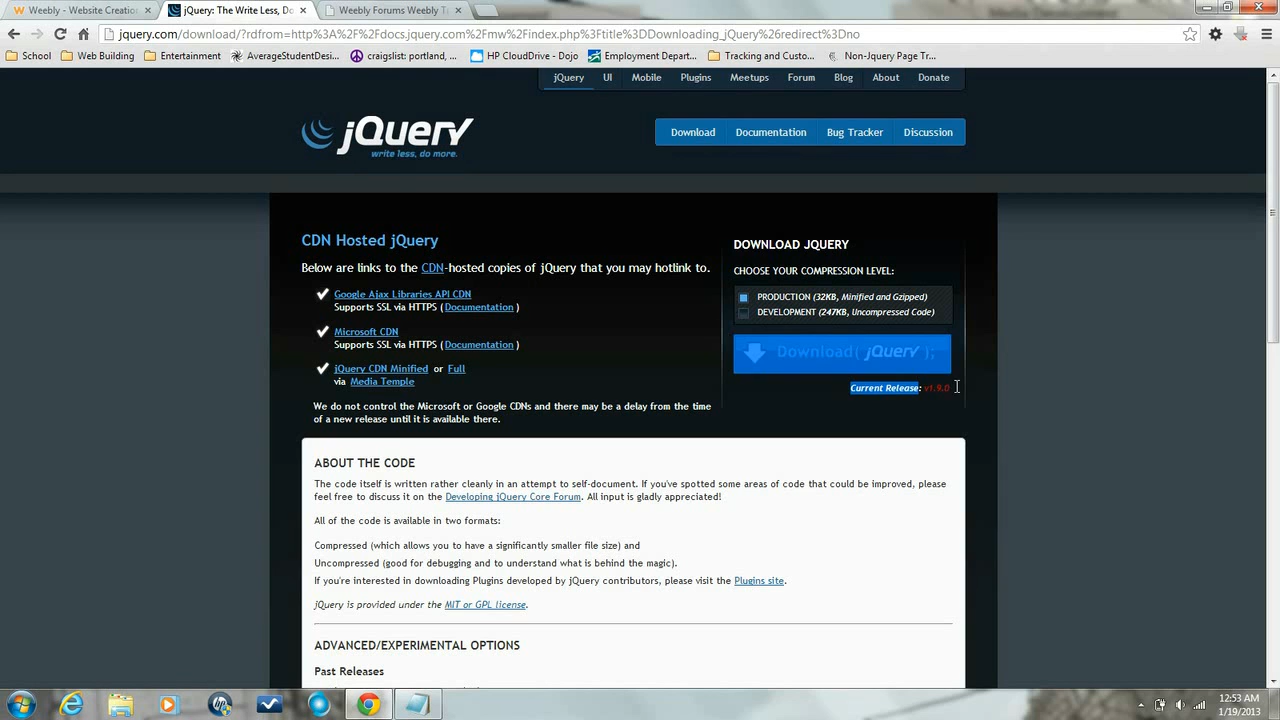 Weebly - Website Creation
jQuery: The Write Less, Do
Weebly Forums Weebly Ta
jquery.com/download/?rdfrom=http%3A%2F%2Fdocs.jquery.com%2Fmw%2Findex.php%3Ftitle%3DDownloading_jQuery%26redirect%3Dno
School Web Building Entertainment AverageStudentDesi... craigslist: portland, ... HP CloudDrive - Dojo Employment Depart... Tracking and Custo... Non-Jquery Page Tr...
jQuery UI Mobile Plugins Meetups Forum Blog About Donate
jQuery
write less, do more.
Download Documentation Bug Tracker Discussion
CDN Hosted jQuery
Below are links to the CDN-hosted copies of jQuery that you may hotlink to.
Google Ajax Libraries API CDN
Supports SSL via HTTPS (Documentation )
Microsoft CDN
Supports SSL via HTTPS (Documentation )
jQuery CDN Minified or Full
via Media Temple
We do not control the Microsoft or Google CDNs and there may be a delay from the time
of a new release until it is available there.
DOWNLOAD JQUERY
CHOOSE YOUR COMPRESSION LEVEL:
PRODUCTION (32KB, Minified and Gzipped)
DEVELOPMENT (247KB, Uncompressed Code)
Download( jQuery );
Current Release: v1.9.0
ABOUT THE CODE
The code itself is written rather cleanly in an attempt to self-document. If you've spotted some areas of code that could be improved, please
feel free to discuss it on the Developing jQuery Core Forum. All input is gladly appreciated!
All of the code is available in two formats:
Compressed (which allows you to have a significantly smaller file size) and
Uncompressed (good for debugging and to understand what is behind the magic).
If you're interested in downloading Plugins developed by jQuery contributors, please visit the Plugins site.
jQuery is provided under the MIT or GPL license.
ADVANCED/EXPERIMENTAL OPTIONS
Past Releases
12:53 AM
1/19/2013